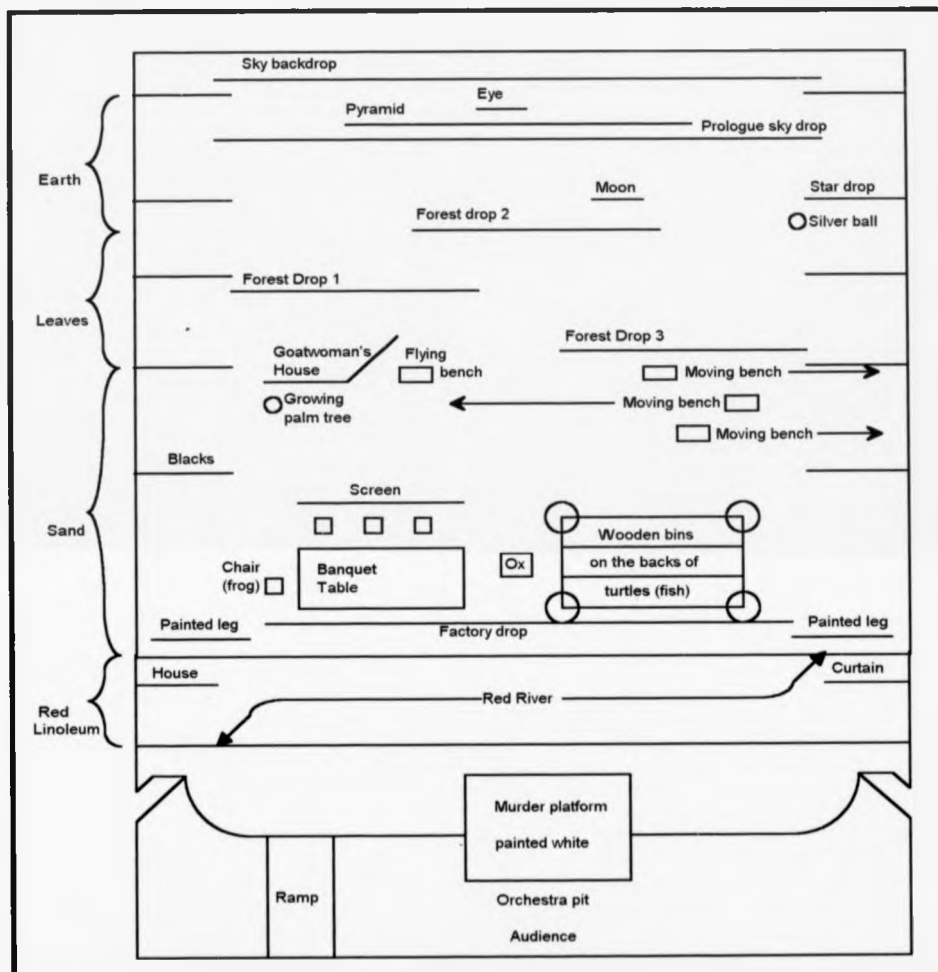 Sky backdrop
Eye
Pyramid
Prologue sky drop
Earth
Moon
Star drop
Forest drop 2
Silver ball
Forest Drop 1
Leaves
Forest Drop 3
Goatwoman's
House
Flying
bench
Moving bench
Growing
palm tree
Moving bench
Moving bench
Blacks
Screen
Sand
Wooden bins
on the backs of
turtles (fish)
Ox
Chair
(frog)
Banquet
Table
Painted leg
Factory drop
Painted leg
House
Curtain
Red River
Red
Linoleum
Murder platform
painted white
Ramp
Orchestra pit
Audience